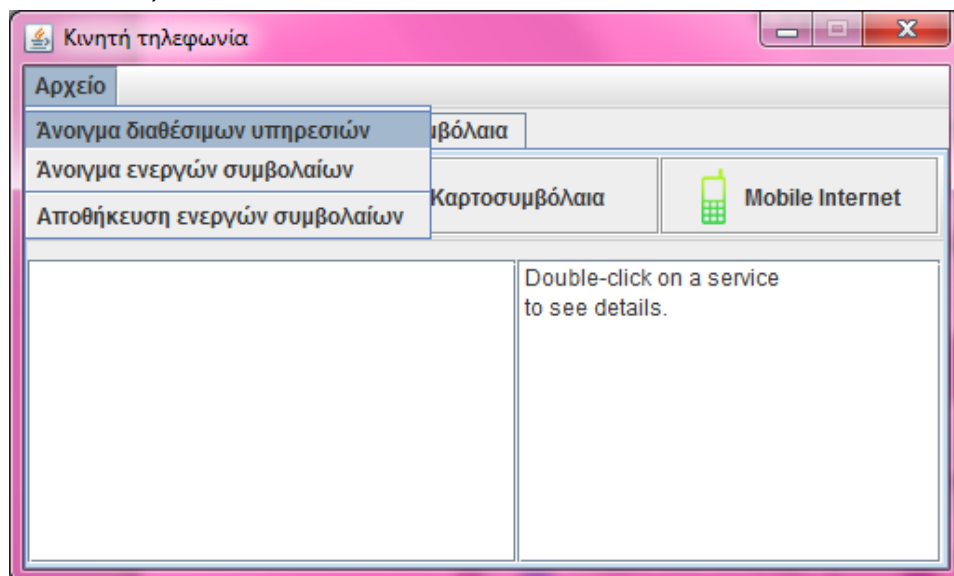 Κινητή τηλεφωνία
Αρχείο
Άνοιγμα διαθέσιμων υπηρεσιών
Άνοιγμα ενεργών συμβολαίων
Αποθήκευση ενεργών συμβολαίων
Καρτοσυμβόλαια
Mobile Internet
Double-click on a service
to see details.